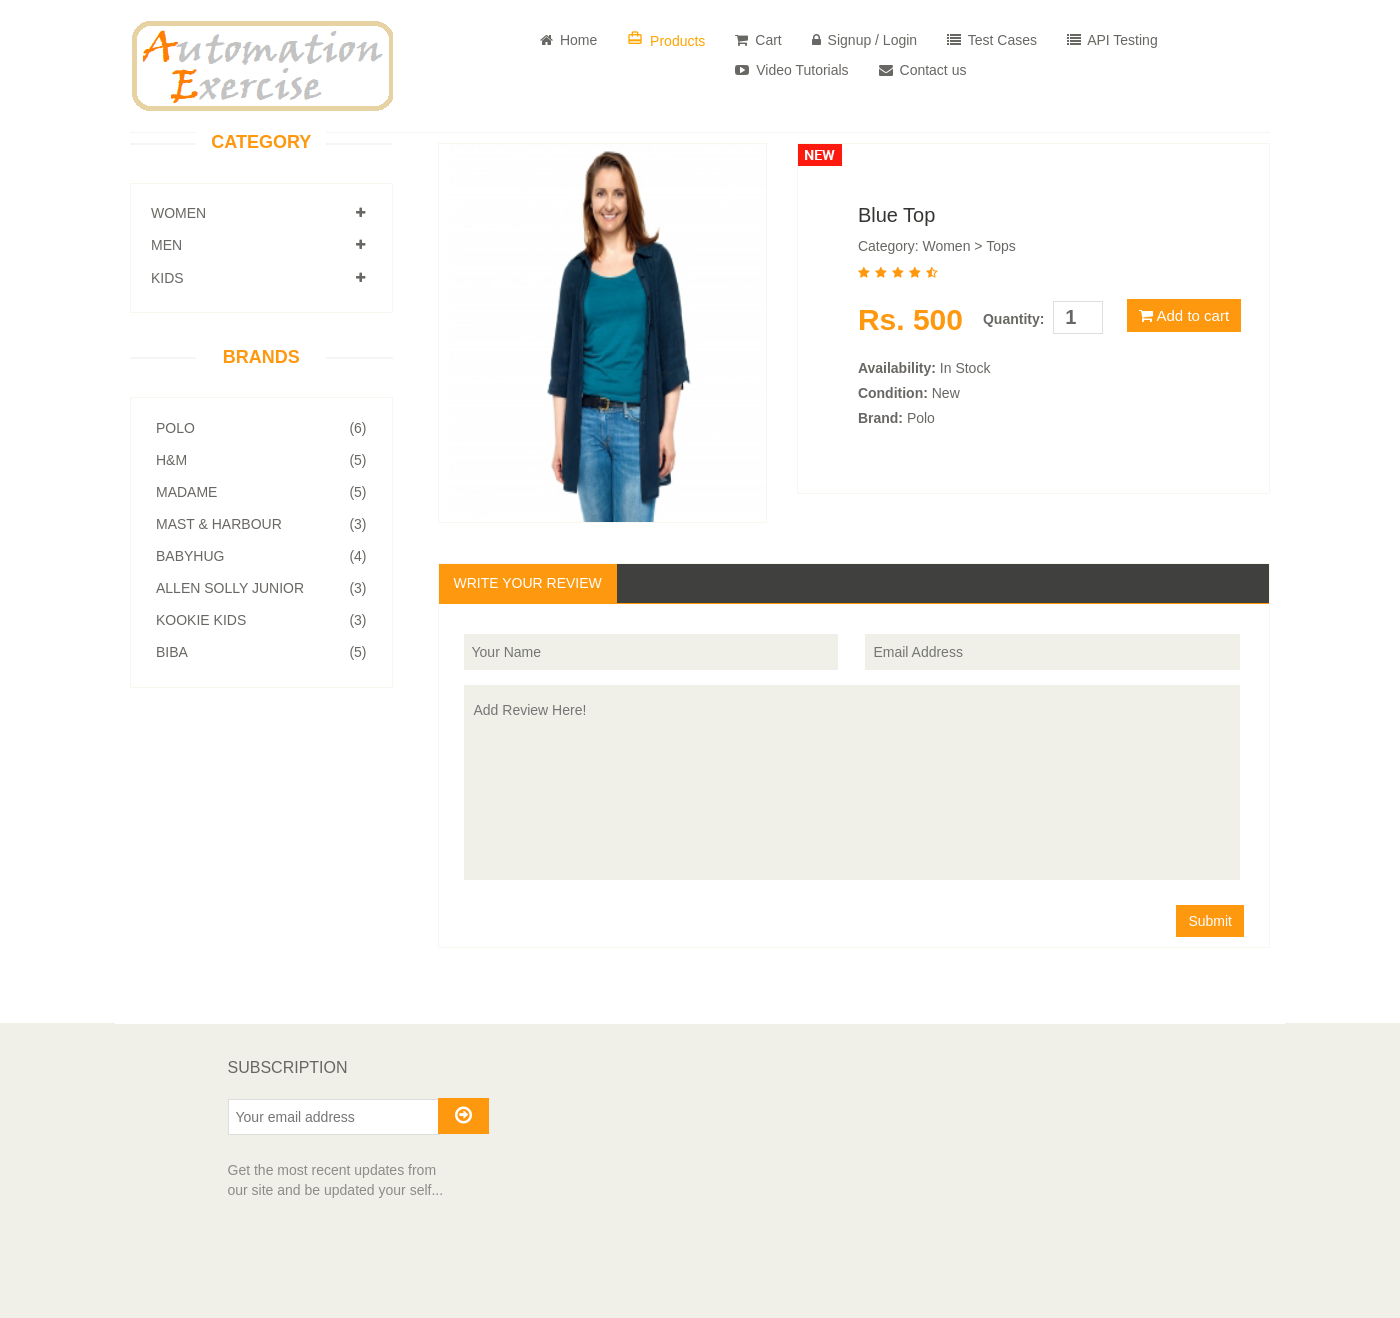 Automation
Exercise
Home
Products
Cart
Signup / Login
Test Cases
API Testing
Video Tutorials
Contact us
CATEGORY
WOMEN
MEN
KIDS
BRANDS
POLO (6)
H&M (5)
MADAME (5)
MAST & HARBOUR (3)
BABYHUG (4)
ALLEN SOLLY JUNIOR (3)
KOOKIE KIDS (3)
BIBA (5)
NEW
Blue Top
Category: Women > Tops
Rs. 500 Quantity: 1 Add to cart
Availability: In Stock
Condition: New
Brand: Polo
WRITE YOUR REVIEW
Your Name
Email Address
Add Review Here!
Submit
SUBSCRIPTION
Your email address
Get the most recent updates from
our site and be updated your self...